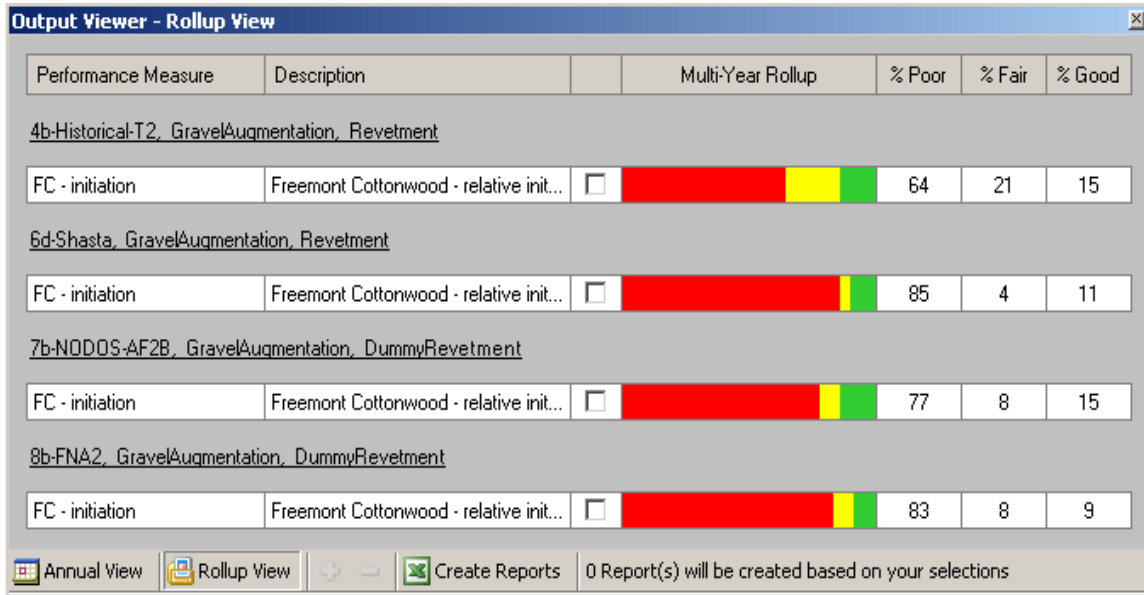 Output Viewer - Rollup View
Performance Measure Description Multi-Year Rollup % Poor % Fair % Good
4b-Historical-T2, GravelAugmentation, Revetment
FC - initiation Freemont Cottonwood - relative init... 64 21 15
6d-Shasta, GravelAugmentation, Revetment
FC - initiation Freemont Cottonwood - relative init... 85 4 11
7b-NODOS-AF2B, GravelAugmentation, DummyRevetment
FC - initiation Freemont Cottonwood - relative init... 77 8 15
8b-FNA2, GravelAugmentation, DummyRevetment
FC - initiation Freemont Cottonwood - relative init... 83 8 9
Annual View Rollup View Create Reports 0 Report(s) will be created based on your selections